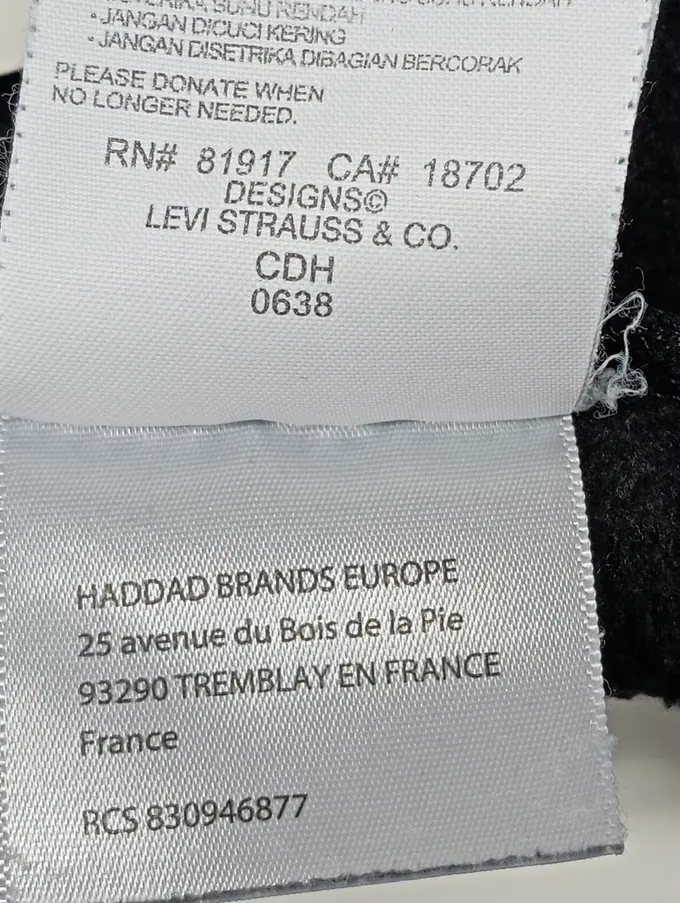 SUHU RENDAH
• JANGAN DICUCI KERING
• JANGAN DISETRIKA DIBAGIAN BERCORAK
PLEASE DONATE WHEN
NO LONGER NEEDED.
RN# 81917 CA# 18702
DESIGNS©
LEVI STRAUSS & CO.
CDH
0638
HADDAD BRANDS EUROPE
25 avenue du Bois de la Pie
93290 TREMBLAY EN FRANCE
France
RCS 830946877